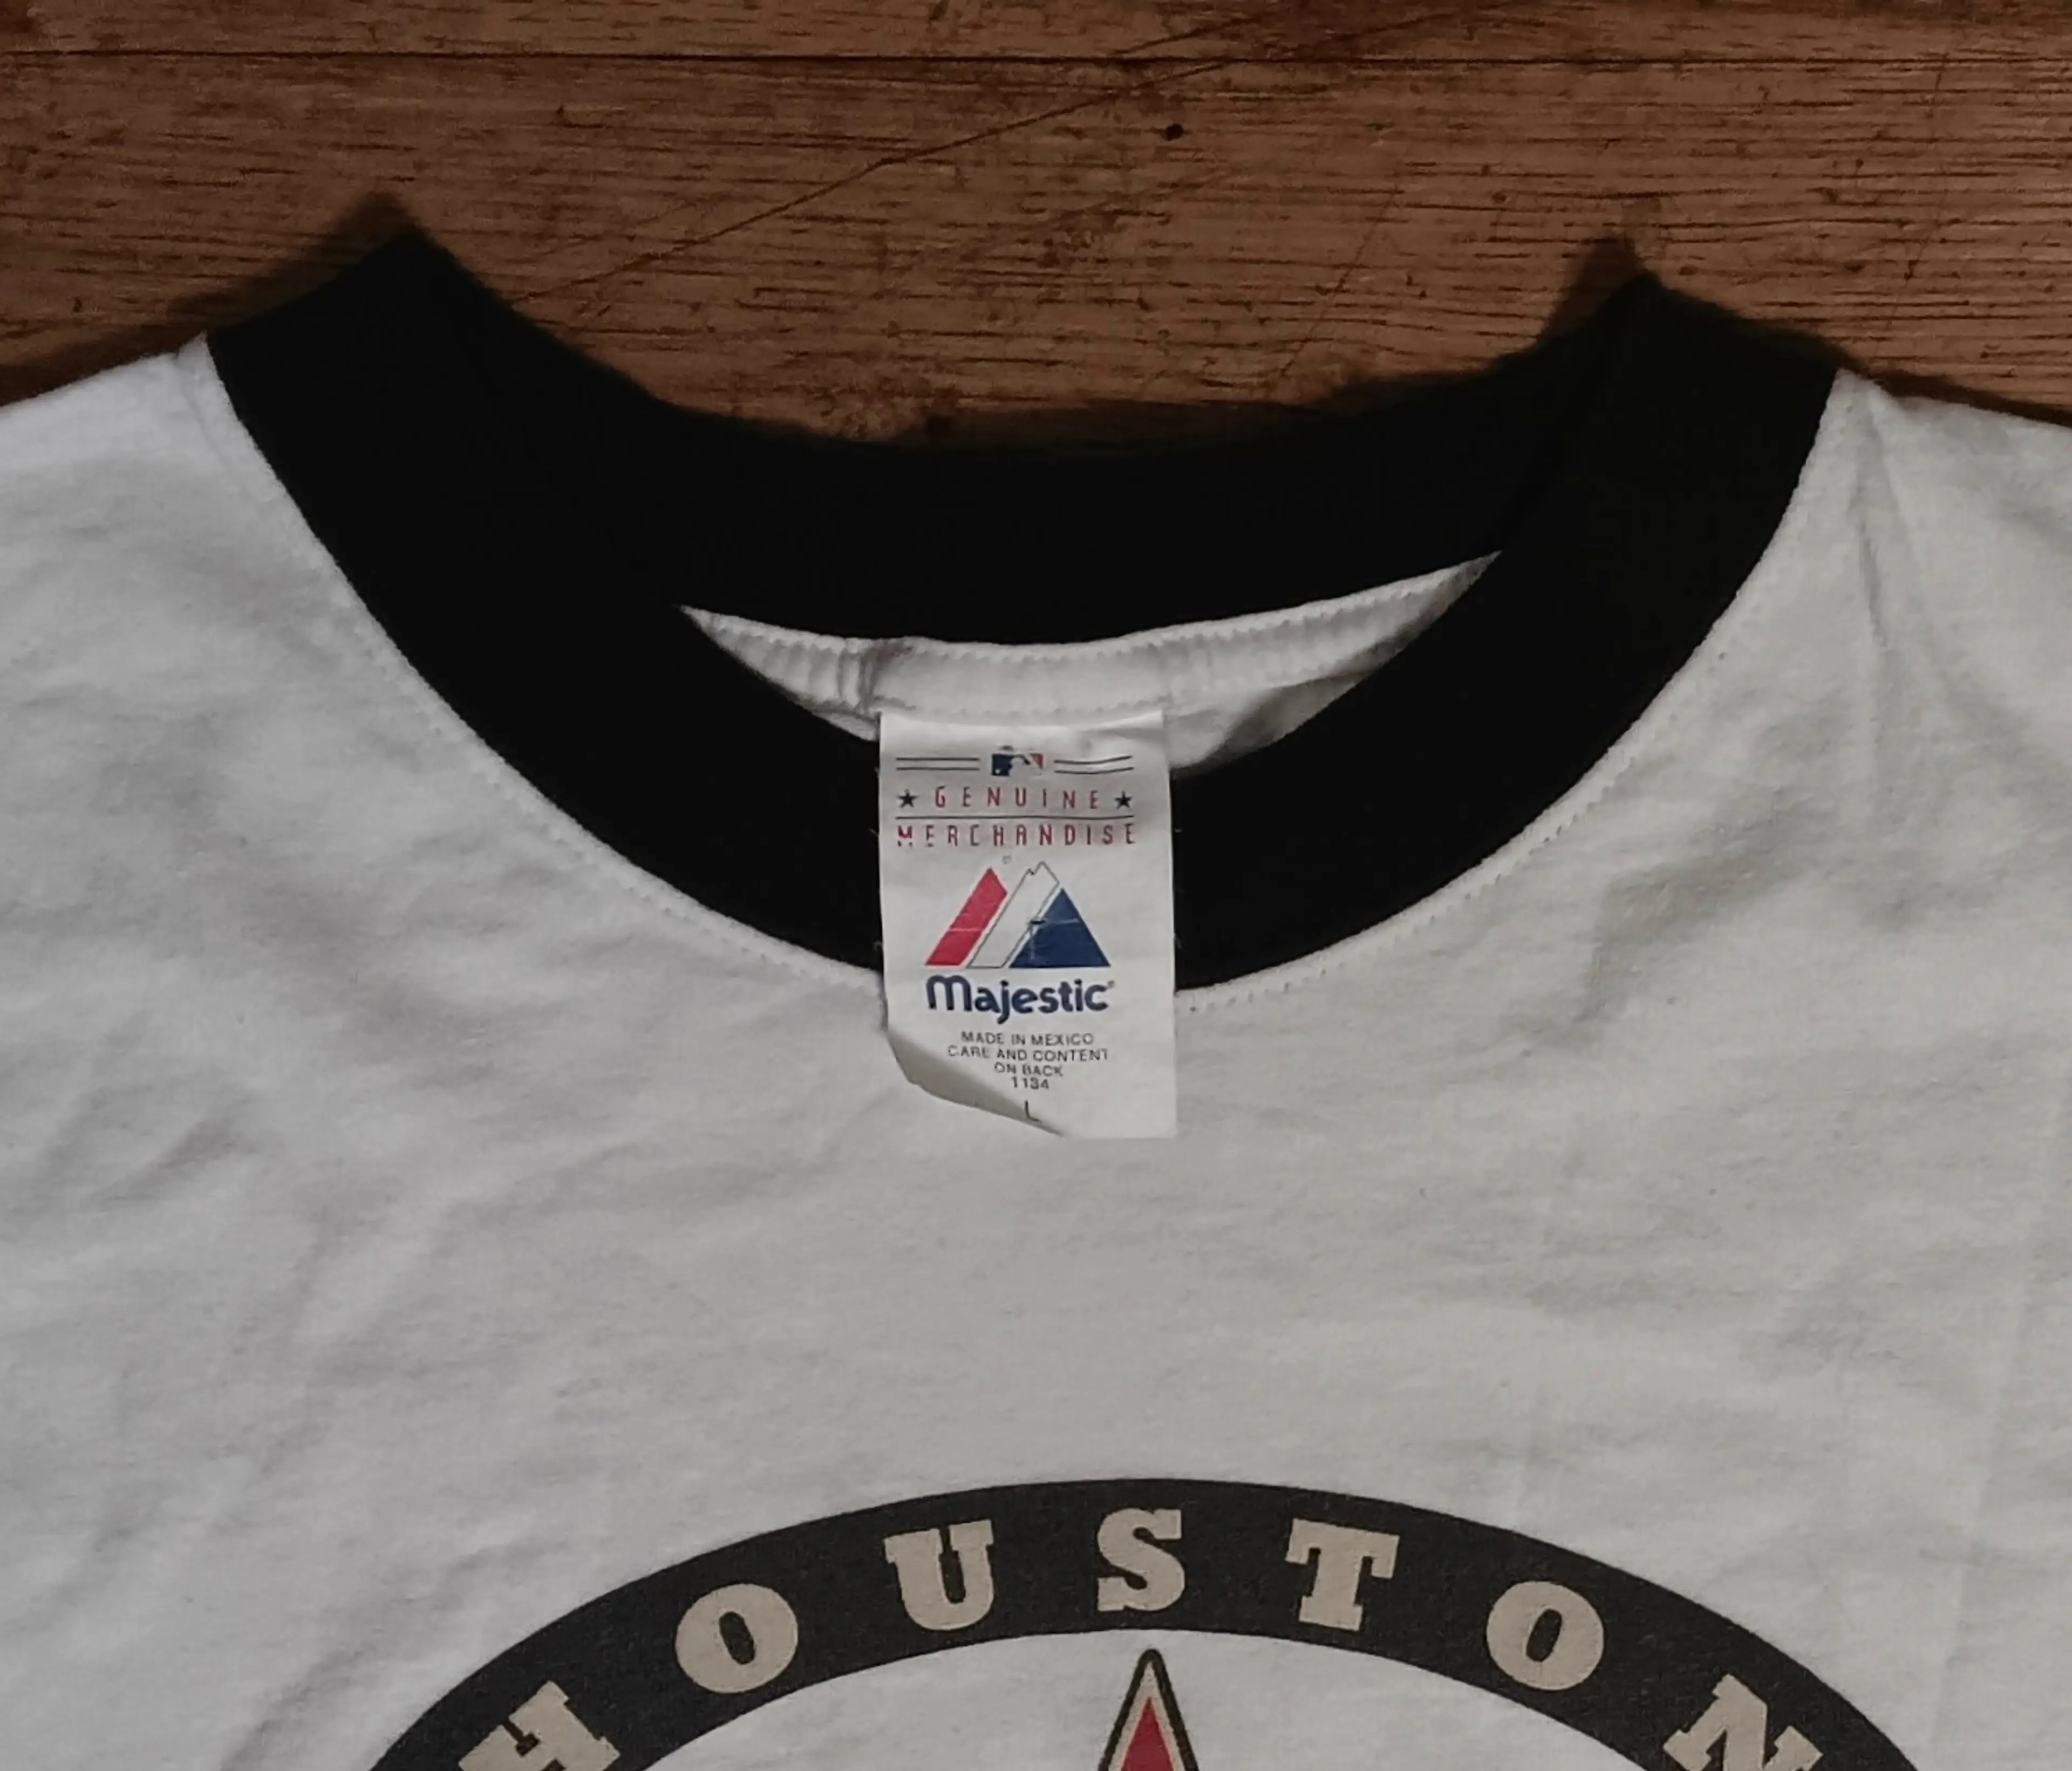 GENUINE
MERCHANDISE
Majestic
MADE IN MEXICO
CARE AND CONTENT
ON BACK
1134
L
HOUSTON